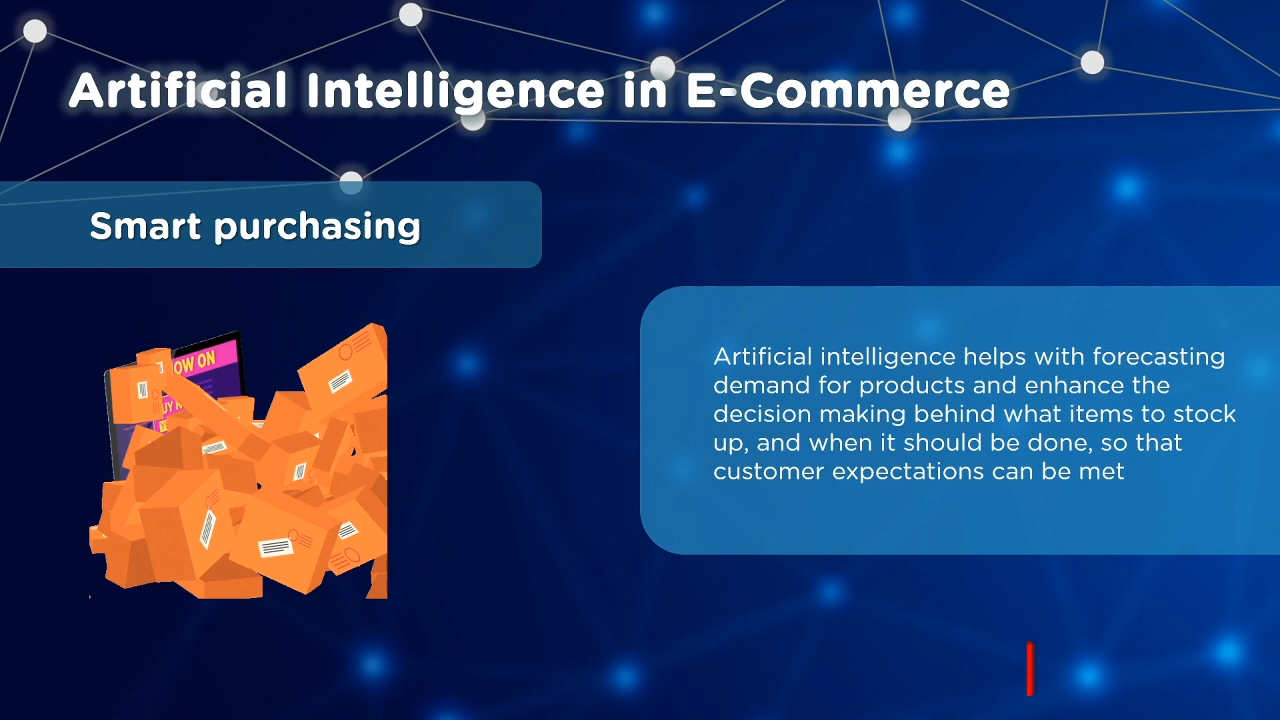 Artificial Intelligence in E-Commerce
Smart purchasing
OW ON
Artificial intelligence helps with forecasting
demand for products and enhance the
decision making behind what items to stock
up, and when it should be done, so that
customer expectations can be met